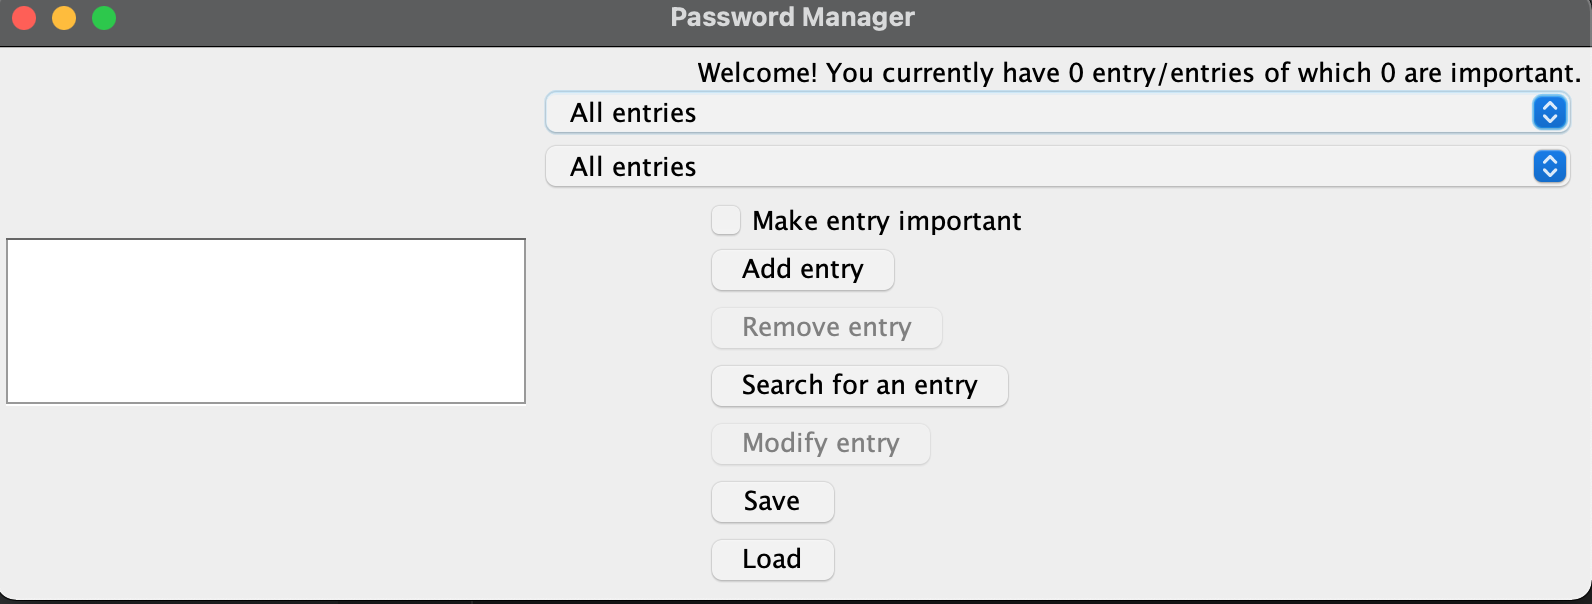 Password Manager
Welcome! You currently have 0 entry/entries of which 0 are important.
All entries
All entries
Make entry important
Add entry
Remove entry
Search for an entry
Modify entry
Save
Load